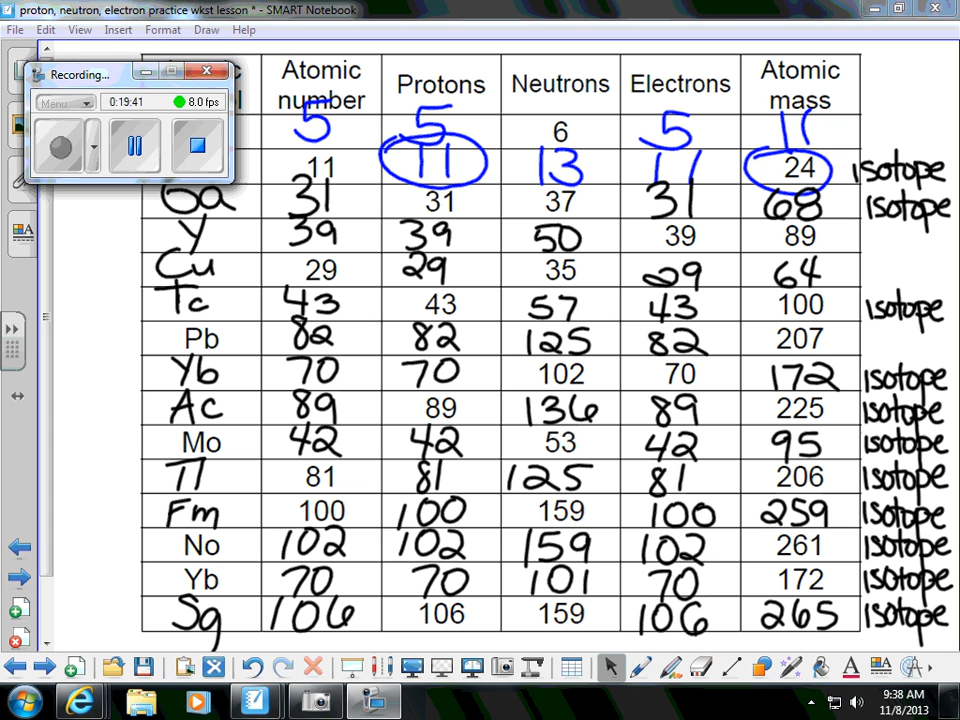 proton, neutron, electron practice wkst lesson * - SMART Notebook
File Edit View Insert Format Draw Help
Recording...
Menu 0:19:41 8.0 fps
Atomic number Protons Neutrons Electrons Atomic mass
5 5 6 5 11
11 11 13 11 24 isotope
Ga 31 31 37 31 68 isotope
Y 39 39 50 39 89
Cu 29 29 35 29 64
Tc 43 43 57 43 100 isotope
Pb 82 82 125 82 207
Yb 70 70 102 70 172 isotope
Ac 89 89 136 89 225 isotope
Mo 42 42 53 42 95 isotope
Tl 81 81 125 81 206 isotope
Fm 100 100 159 100 259 isotope
No 102 102 159 102 261 isotope
Yb 70 70 101 70 172 isotope
Sg 106 106 159 106 265 isotope
9:38 AM
11/8/2013